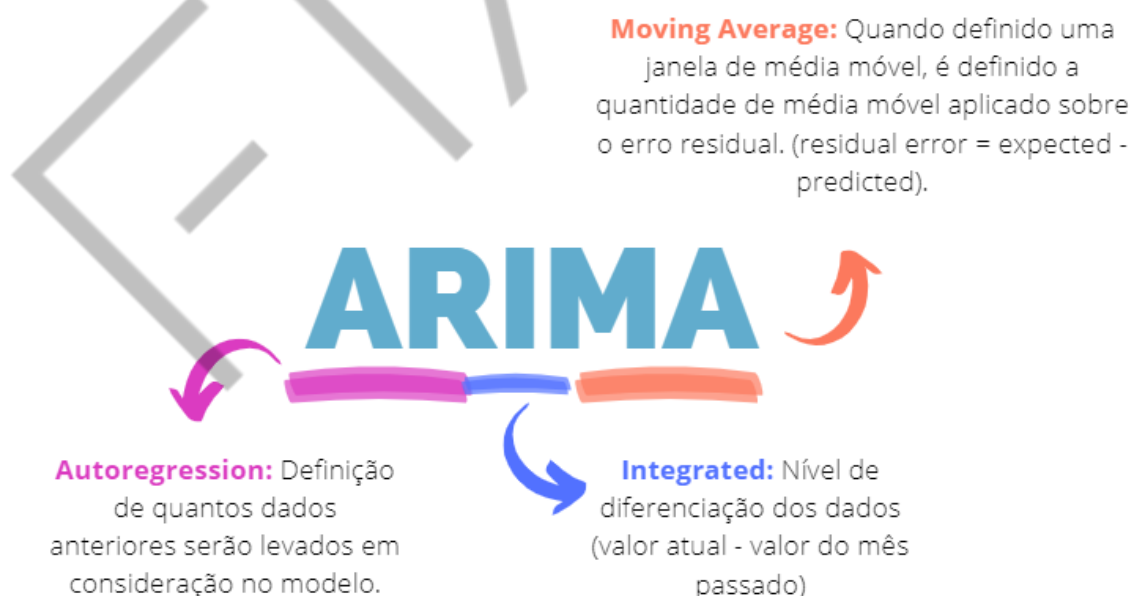 Moving Average: Quando definido uma
janela de média móvel, é definido a
quantidade de média móvel aplicado sobre
o erro residual. (residual error = expected -
predicted).
ARIMA
Autoregression: Definição
de quantos dados
anteriores serão levados em
consideração no modelo.
Integrated: Nível de
diferenciação dos dados
(valor atual - valor do mês
passado)